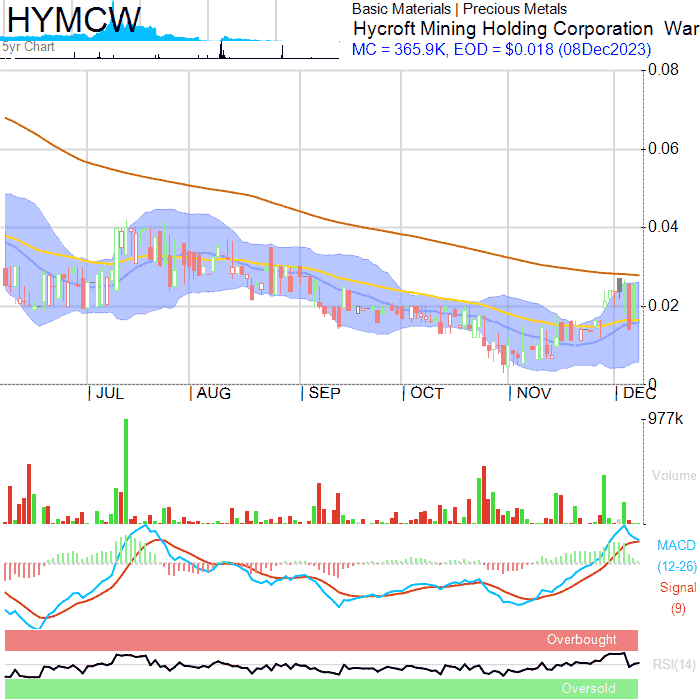 HYMCW
5yr Chart
Basic Materials | Precious Metals
Hycroft Mining Holding Corporation War
MC = 365.9K, EOD = $0.018 (08Dec2023)
0.08
0.06
0.04
0.02
0
JUL AUG SEP OCT NOV DEC
977k
Volume
MACD
(12-26)
Signal
(9)
Overbought
RSI(14)
Oversold